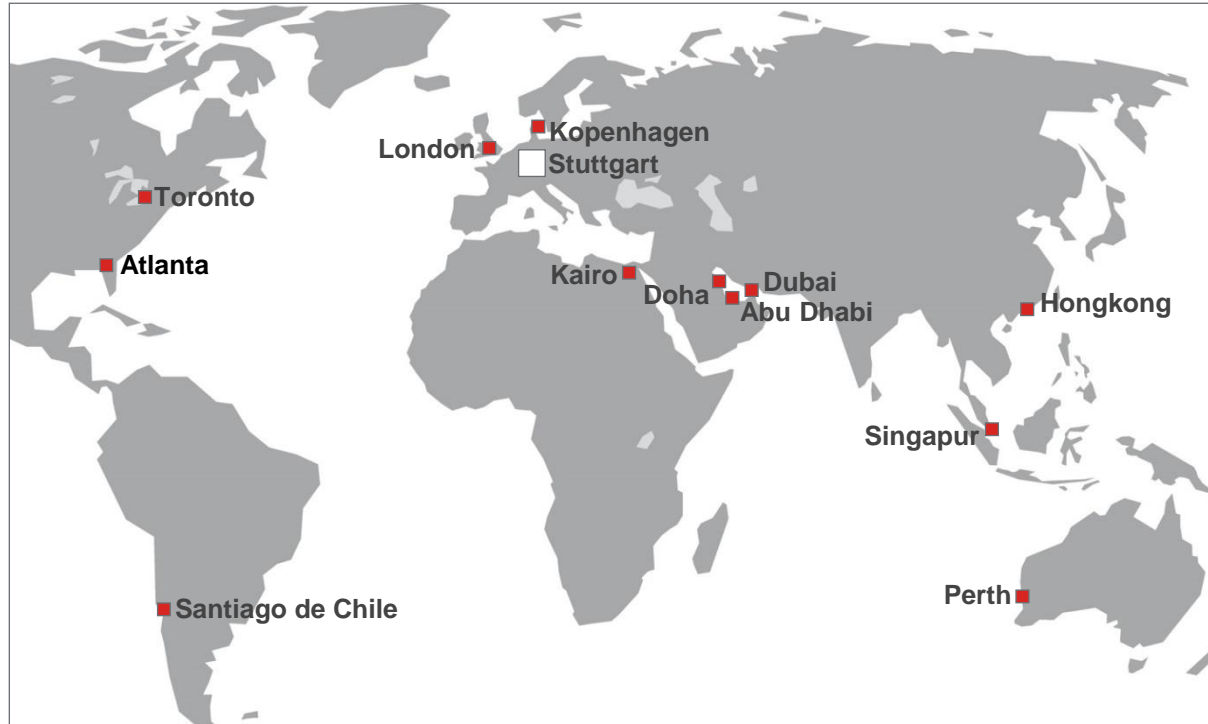 Kopenhagen
London
Stuttgart
Toronto
Atlanta
Kairo
Doha
Dubai
Abu Dhabi
Hongkong
Singapur
Perth
Santiago de Chile